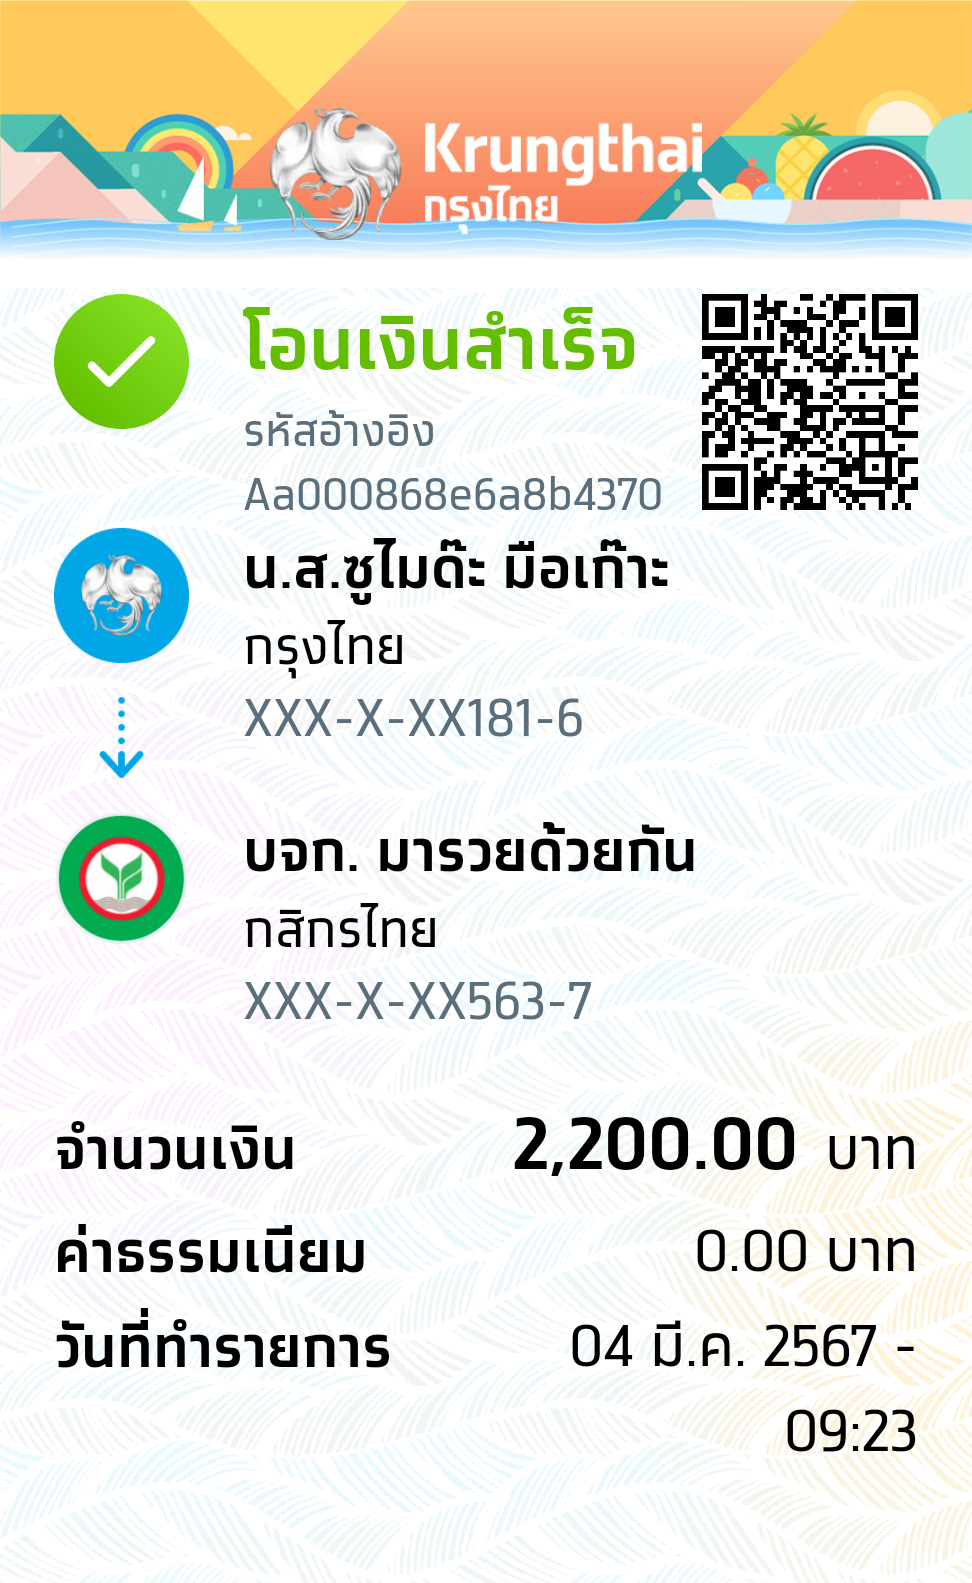 Krungthai
กรุงไทย
โอนเงินสำเร็จ
รหัสอ้างอิง
Aa000868e6a8b4370
น.ส.ซูไมด๊ะ มือเก๊าะ
กรุงไทย
XXX-X-XX181-6
บจก. มารวยด้วยกัน
กสิกรไทย
XXX-X-XX563-7
จำนวนเงิน 2,200.00 บาท
ค่าธรรมเนียม 0.00 บาท
วันที่ทำรายการ 04 มี.ค. 2567 -
09:23